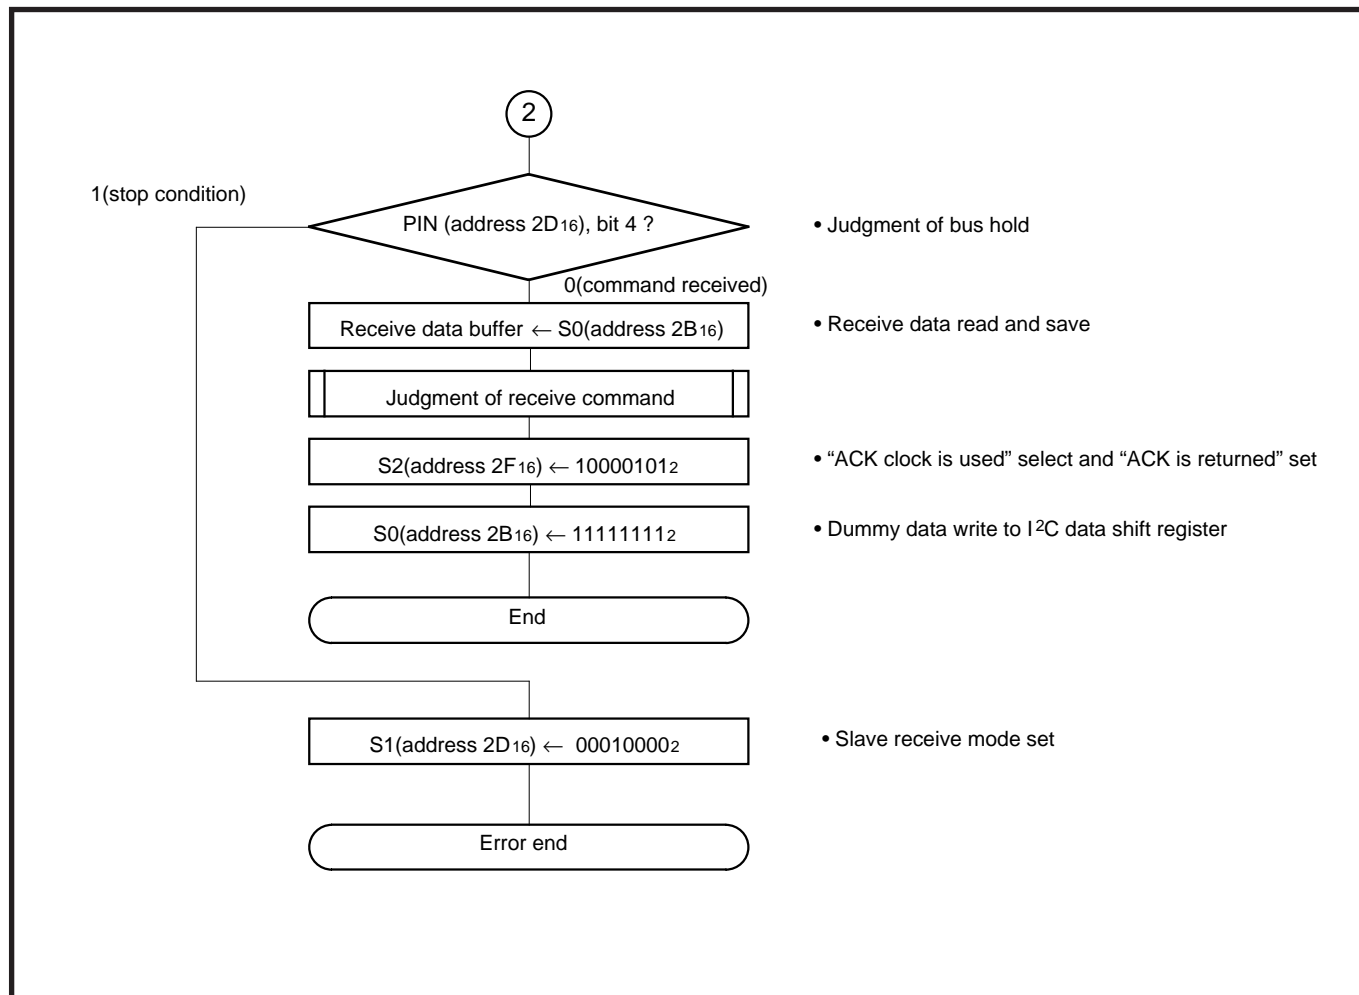 2
1(stop condition)
PIN (address 2D16), bit 4 ?
• Judgment of bus hold
0(command received)
Receive data buffer ← S0(address 2B16)
• Receive data read and save
Judgment of receive command
S2(address 2F16) ← 100001012
• “ACK clock is used” select and “ACK is returned” set
S0(address 2B16) ← 111111112
• Dummy data write to I2C data shift register
End
S1(address 2D16) ← 000100002
• Slave receive mode set
Error end